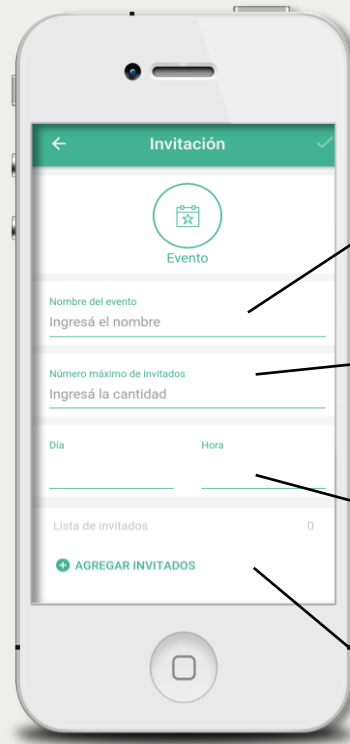 Invitación
Evento
Nombre del evento
Ingresá el nombre
Número máximo de invitados
Ingresá la cantidad
Día Hora
Lista de invitados 0
AGREGAR INVITADOS